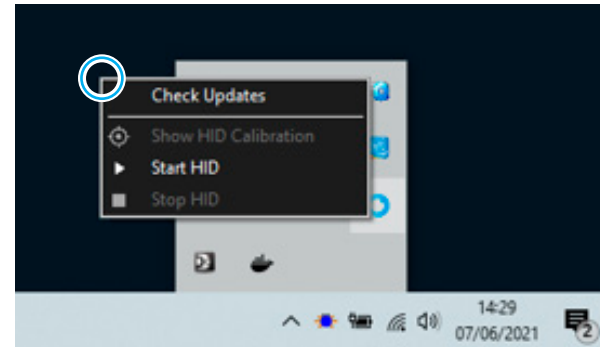 Check Updates
Show HID Calibration
Start HID
Stop HID
14:29
07/06/2021
2